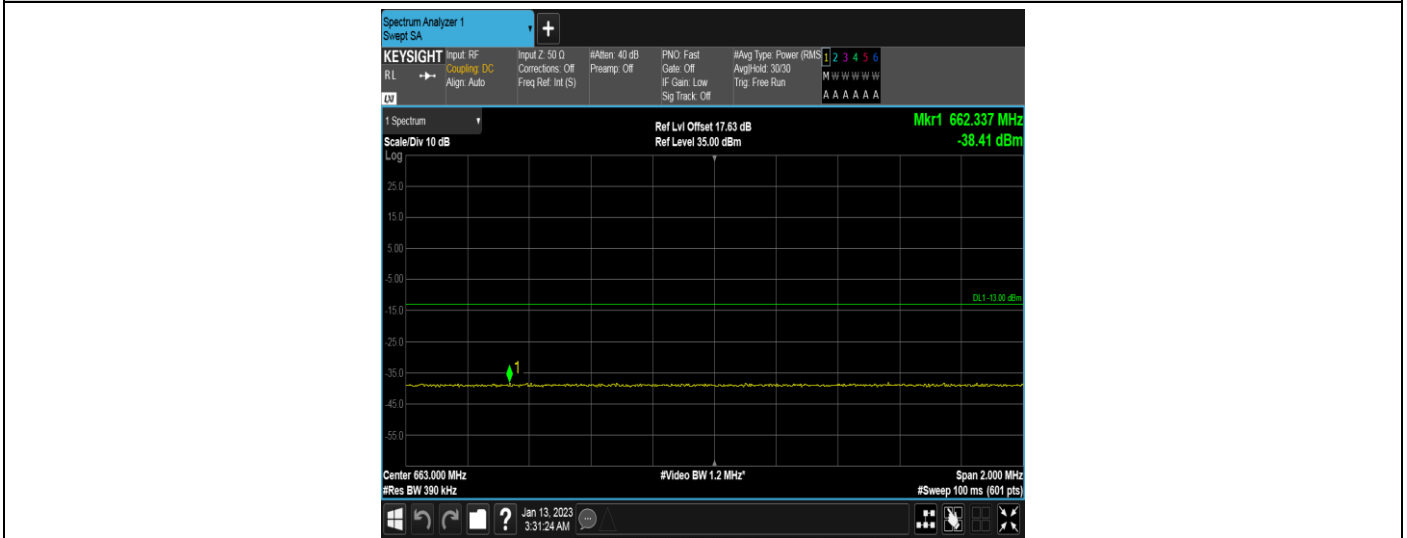 Spectrum Analyzer 1
Swept SA
+
KEYSIGHT
RL
LXI
Input: RF
Coupling: DC
Align: Auto
Input Z: 50 Ω
Corrections: Off
Freq Ref: Int (S)
#Atten: 40 dB
Preamp: Off
PNO: Fast
Gate: Off
IF Gain: Low
Sig Track: Off
#Avg Type: Power (RMS
Avg|Hold: 30/30
Trig: Free Run
1 2 3 4 5 6
M W W W W W
A A A A A A
1 Spectrum
Scale/Div 10 dB
Log
Ref Lvl Offset 17.63 dB
Ref Level 35.00 dBm
Mkr1 662.337 MHz
-38.41 dBm
25.0
15.0
5.00
-5.00
DL1 -13.00 dBm
-15.0
-25.0
1
-35.0
-45.0
-55.0
Center 663.000 MHz
#Res BW 390 kHz
#Video BW 1.2 MHz*
Span 2.000 MHz
#Sweep 100 ms (601 pts)
?
Jan 13, 2023
3:31:24 AM